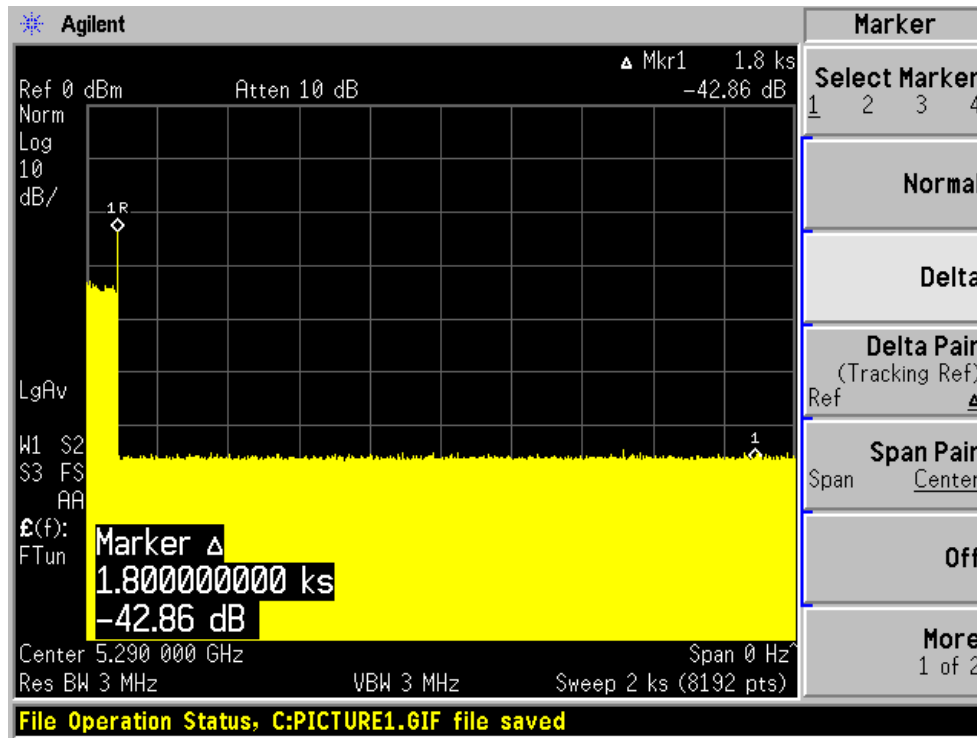 Agilent
Marker
Δ Mkr1 1.8 ks
Ref 0 dBm Atten 10 dB -42.86 dB
Norm
Log
10
dB/
1R
LgAv
1
W1 S2
S3 FS
AA
£(f):
FTun
Marker Δ
1.800000000 ks
-42.86 dB
Center 5.290 000 GHz Span 0 Hz^
Res BW 3 MHz VBW 3 MHz Sweep 2 ks (8192 pts)
File Operation Status, C:PICTURE1.GIF file saved
Select Marker
1 2 3 4
Normal
Delta
Delta Pair
(Tracking Ref)
Ref Δ
Span Pair
Span Center
Off
More
1 of 2